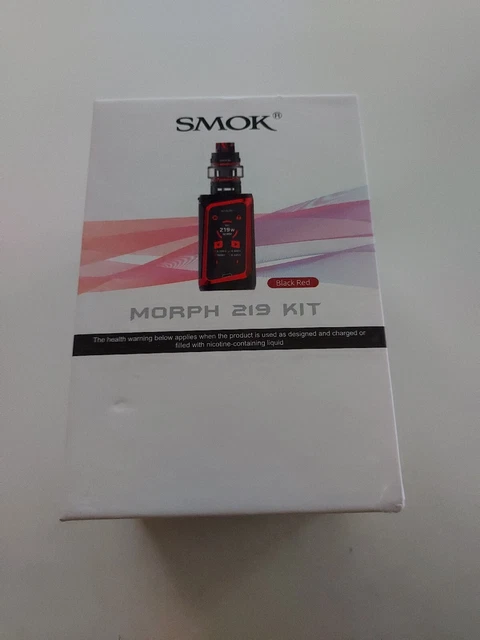 SMOK®
219W
Black Red
MORPH 219 KIT
The health warning below applies when the product is used as designed and charged or
filled with nicotine-containing liquid